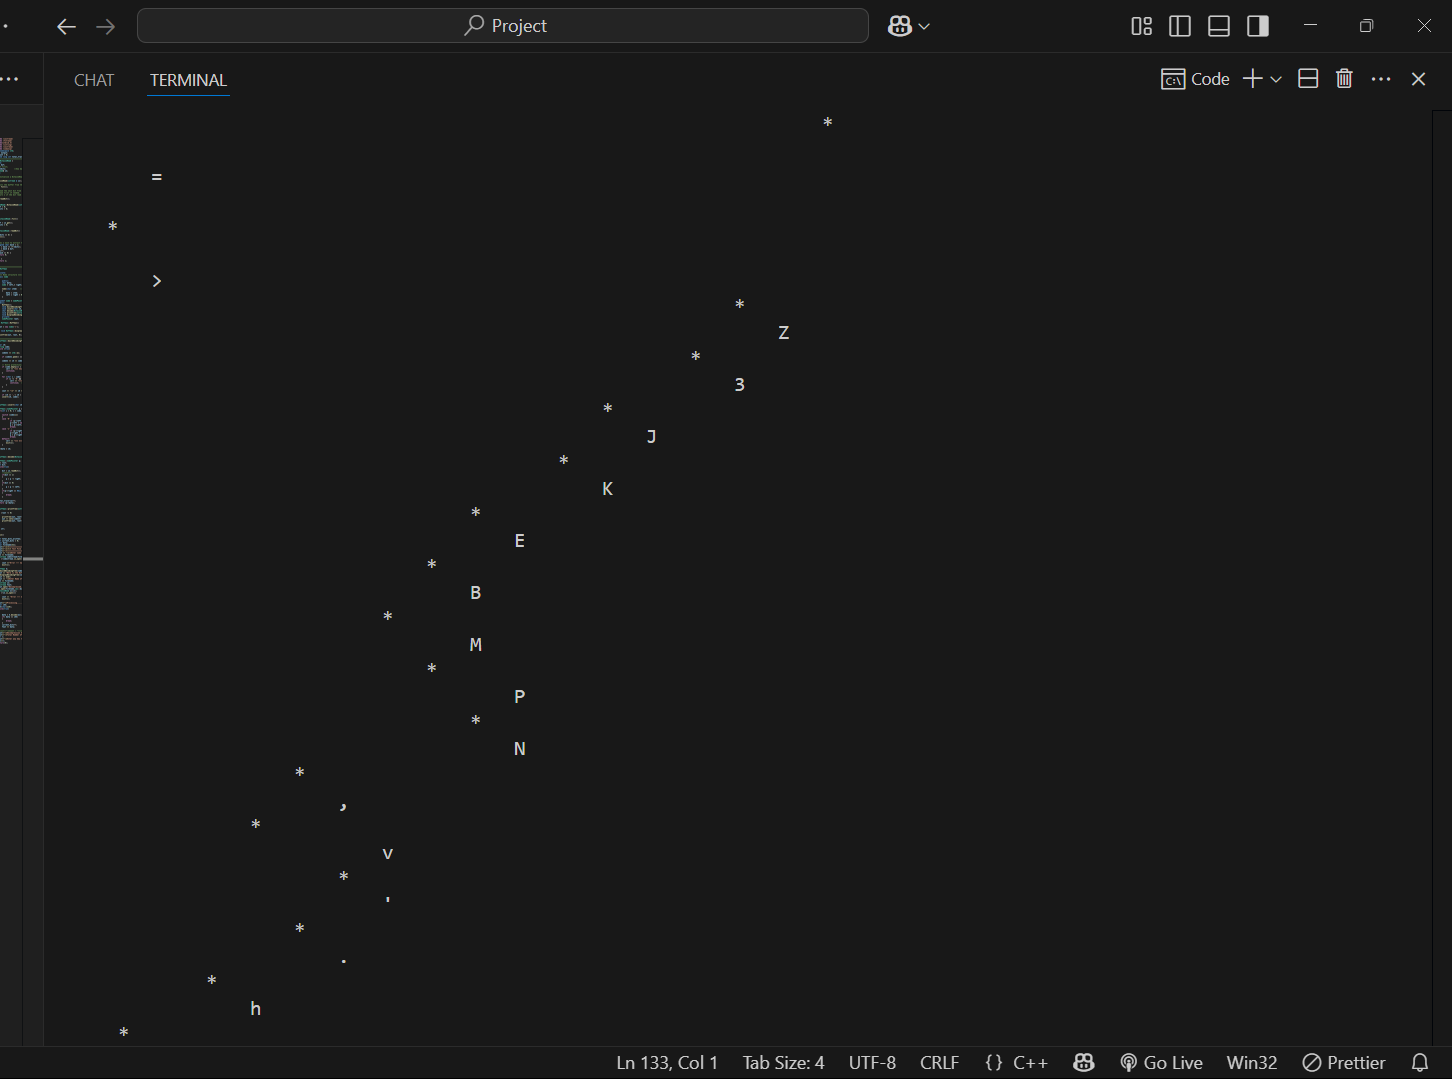 Project
CHAT TERMINAL
Code
*
=
*
>
*
Z
*
3
*
J
*
K
*
E
*
B
*
M
*
P
*
N
*
,
*
v
*
'
*
.
*
h
*
Ln 133, Col 1 Tab Size: 4 UTF-8 CRLF {} C++ Go Live Win32 Prettier